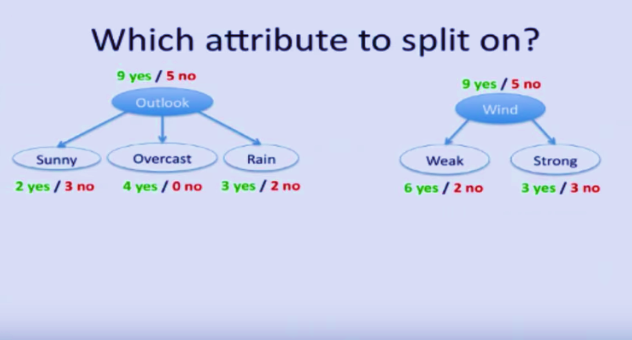 Which attribute to split on?
9 yes / 5 no
Outlook
Sunny
Overcast
Rain
2 yes / 3 no
4 yes / 0 no
3 yes / 2 no
9 yes / 5 no
Wind
Weak
Strong
6 yes / 2 no
3 yes / 3 no